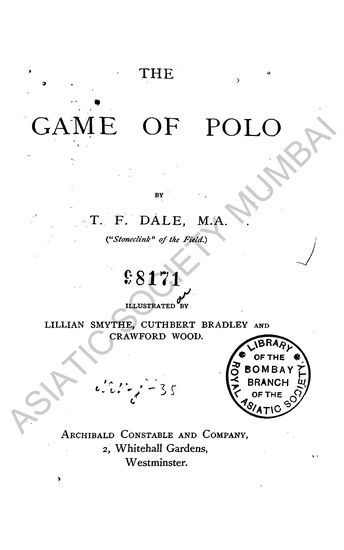 THE
GAME OF POLO
BY
T. F. DALE, M.A.
("Stoneclink" of the Field.)
98171
ILLUSTRATED BY
LILLIAN SMYTHE, CUTHBERT BRADLEY AND
CRAWFORD WOOD.
-35
LIBRARY
OF THE
BOMBAY
BRANCH
OF THE
ROYAL ASIATIC SOCIETY.
ARCHIBALD CONSTABLE AND COMPANY,
2, Whitehall Gardens,
Westminster.
ASIATIC SOCIETY MUMBAI